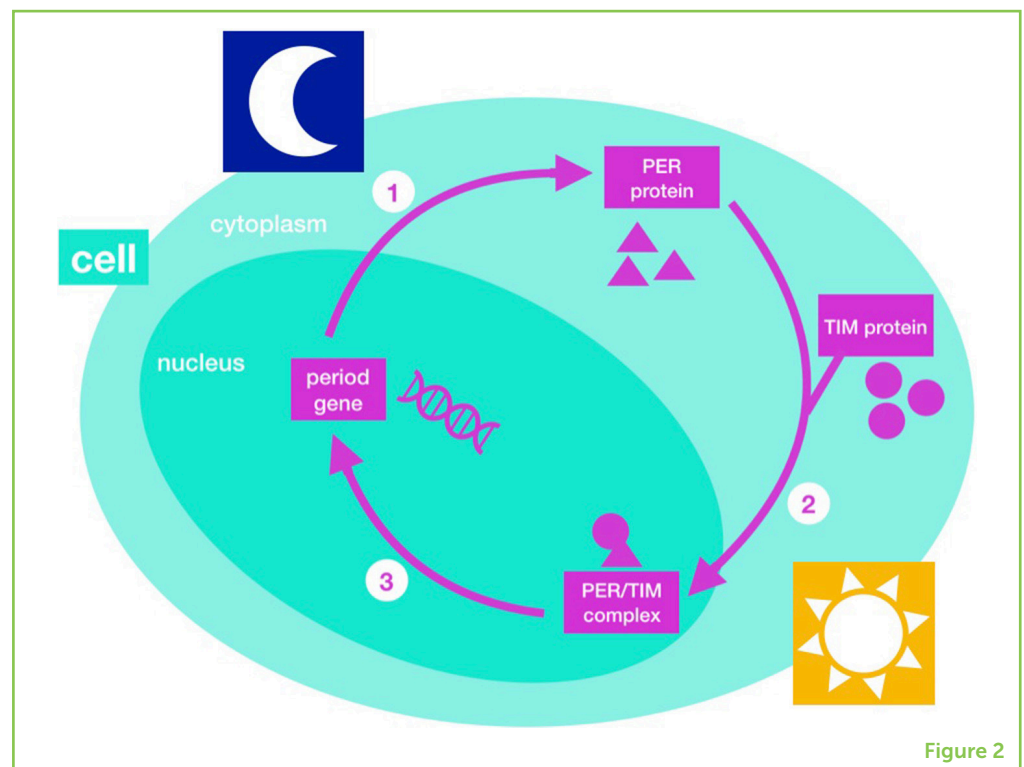 1
PER
protein
cytoplasm
cell
TIM protein
nucleus
period
gene
2
3
PER/TIM
complex
Figure 2